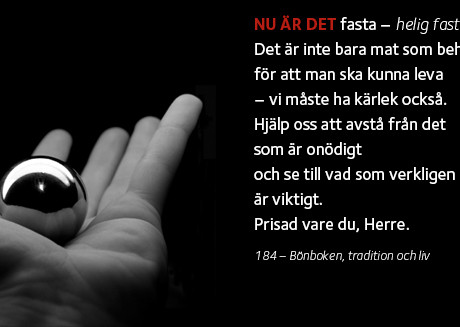 NU ÄR DET fasta – helig fast
Det är inte bara mat som beh
för att man ska kunna leva
– vi måste ha kärlek också.
Hjälp oss att avstå från det
som är onödigt
och se till vad som verkligen
är viktigt.
Prisad vare du, Herre.
184 – Bönboken, tradition och liv